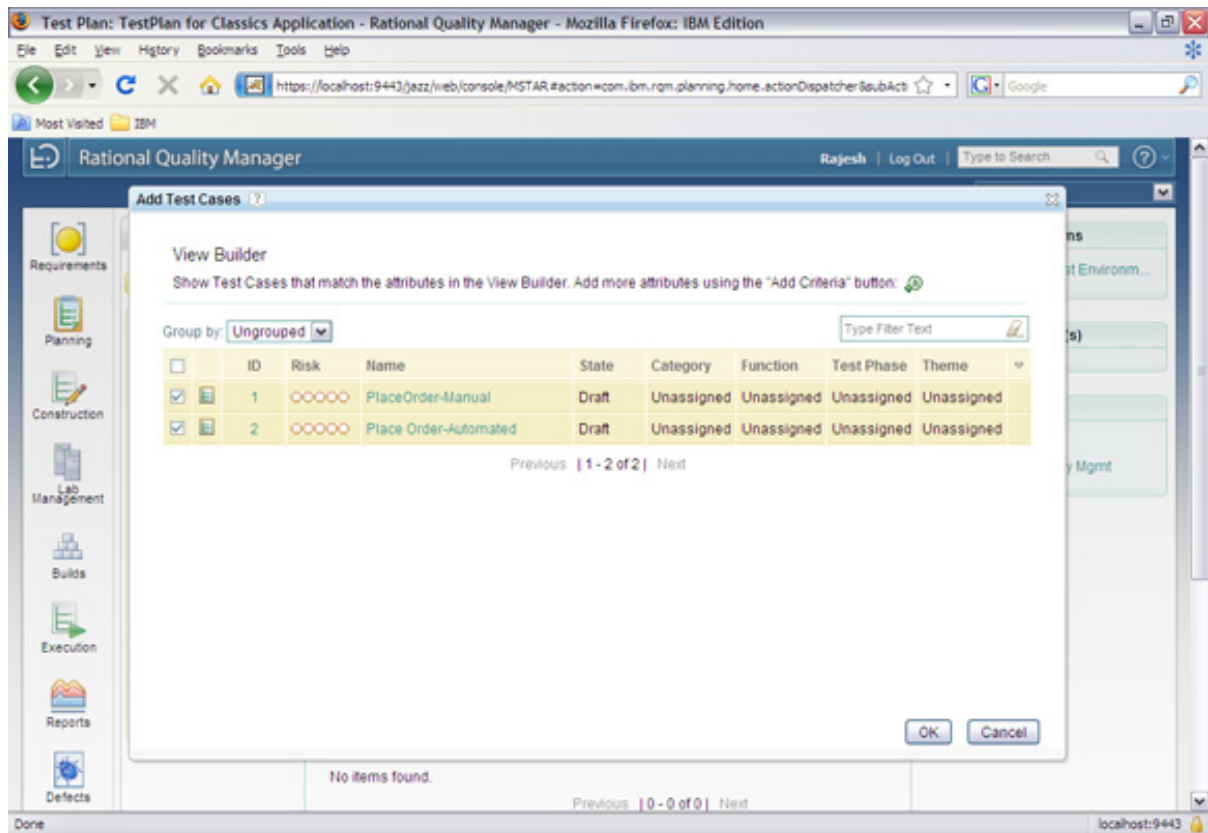 Test Plan: TestPlan for Classics Application - Rational Quality Manager - Mozilla Firefox: IBM Edition
File Edit View History Bookmarks Tools Help
https://localhost:9443/jazz/web/console/MSTAR#action=com.ibm.rqm.planning.home.actionDispatcher&subActi
Google
Most Visited IBM
Rational Quality Manager
Rajesh | Log Out | Type to Search
Add Test Cases ?
View Builder
Show Test Cases that match the attributes in the View Builder. Add more attributes using the "Add Criteria" button:
Group by: Ungrouped
Type Filter Text
ID Risk Name State Category Function Test Phase Theme
1 PlaceOrder-Manual Draft Unassigned Unassigned Unassigned Unassigned
2 Place Order-Automated Draft Unassigned Unassigned Unassigned Unassigned
Previous | 1 - 2 of 2 | Next
OK Cancel
Requirements
Planning
Construction
Lab Management
Builds
Execution
Reports
Defects
ms
st Environm...
(s)
y Mgmt
No items found.
Previous | 0 - 0 of 0 | Next
Done
localhost:9443